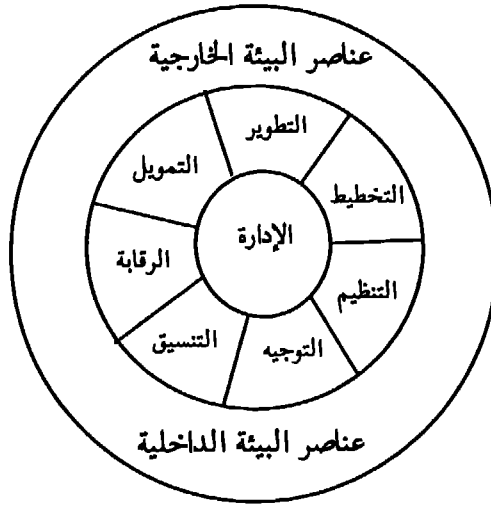 عناصر البيئة الخارجية
التطوير
التخطيط
التنظيم
التوجيه
التنسيق
الرقابة
التمويل
الإدارة
عناصر البيئة الداخلية